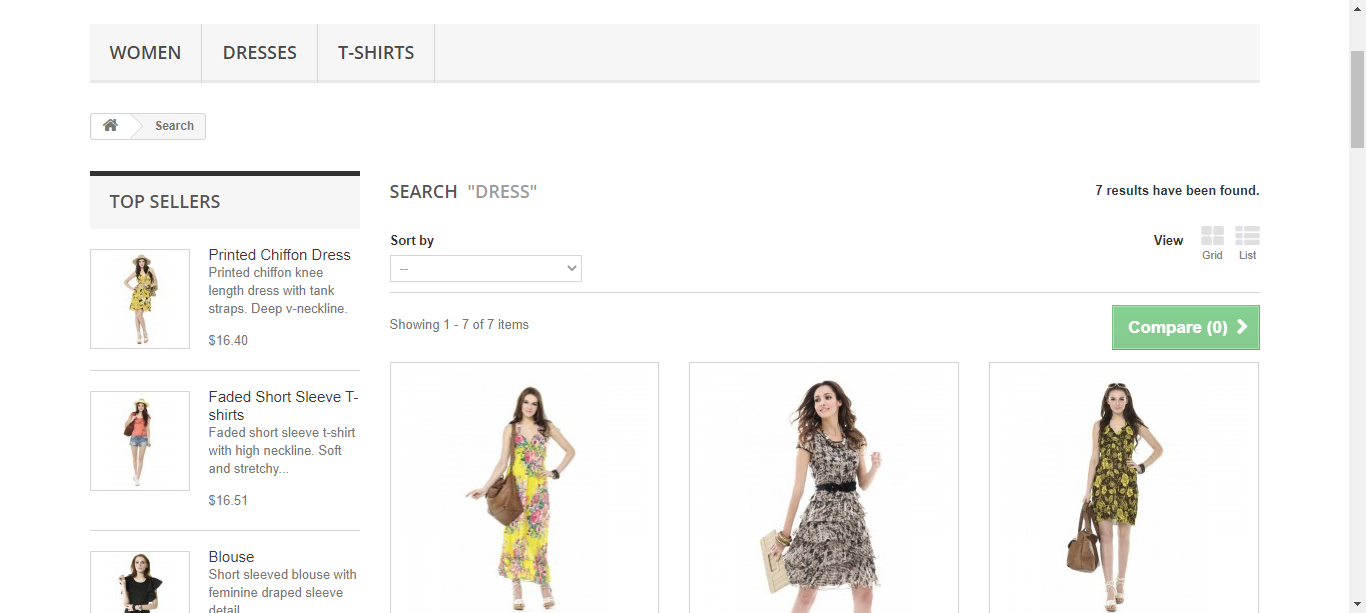 WOMEN DRESSES T-SHIRTS
Search
TOP SELLERS
Printed Chiffon Dress
Printed chiffon knee
length dress with tank
straps. Deep v-neckline.
$16.40
Faded Short Sleeve T-
shirts
Faded short sleeve t-shirt
with high neckline. Soft
and stretchy...
$16.51
Blouse
Short sleeved blouse with
feminine draped sleeve
detail.
SEARCH "DRESS"
7 results have been found.
Sort by
--
View
Grid List
Showing 1 - 7 of 7 items
Compare (0)